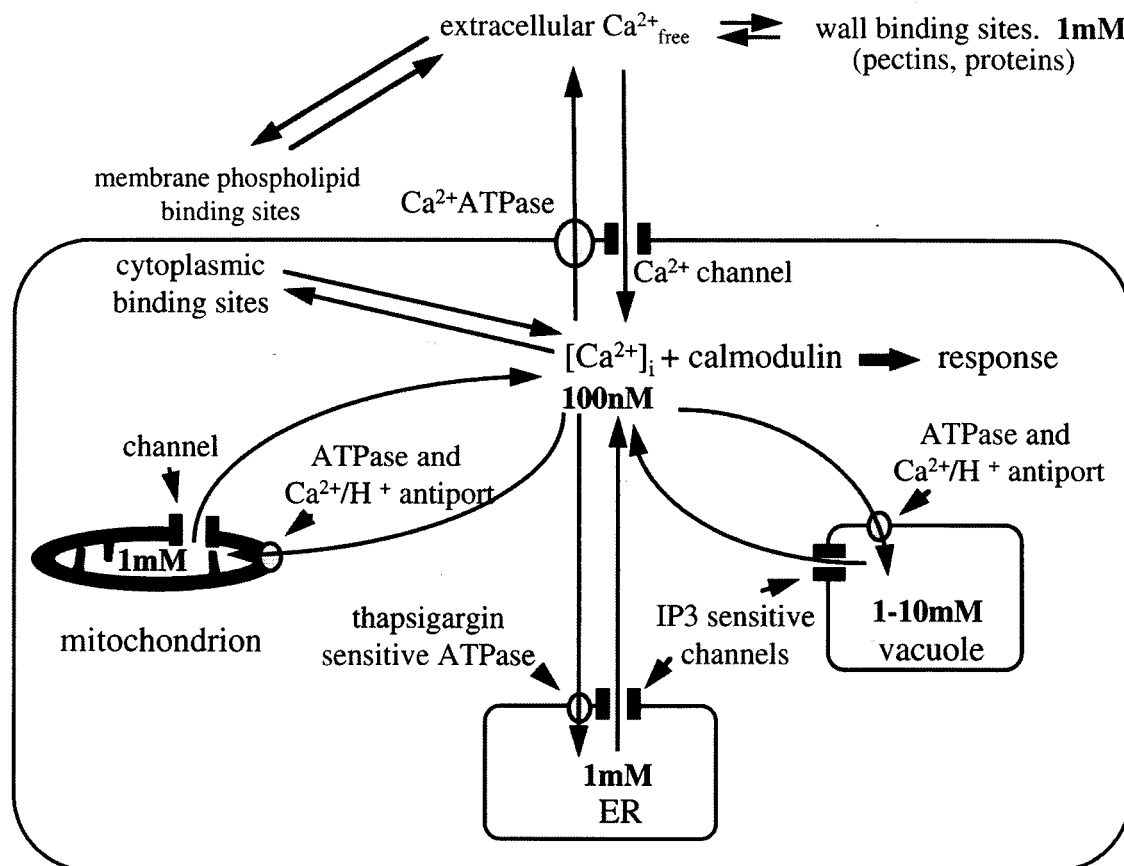 extracellular Ca²⁺free
wall binding sites. 1mM
(pectins, proteins)
membrane phospholipid
binding sites
Ca²⁺ATPase
Ca²⁺ channel
cytoplasmic
binding sites
[Ca²⁺]i + calmodulin
response
100nM
channel
ATPase and
Ca²⁺/H⁺ antiport
ATPase and
Ca²⁺/H⁺ antiport
1mM
mitochondrion
thapsigargin
sensitive ATPase
IP3 sensitive
channels
1-10mM
vacuole
1mM
ER